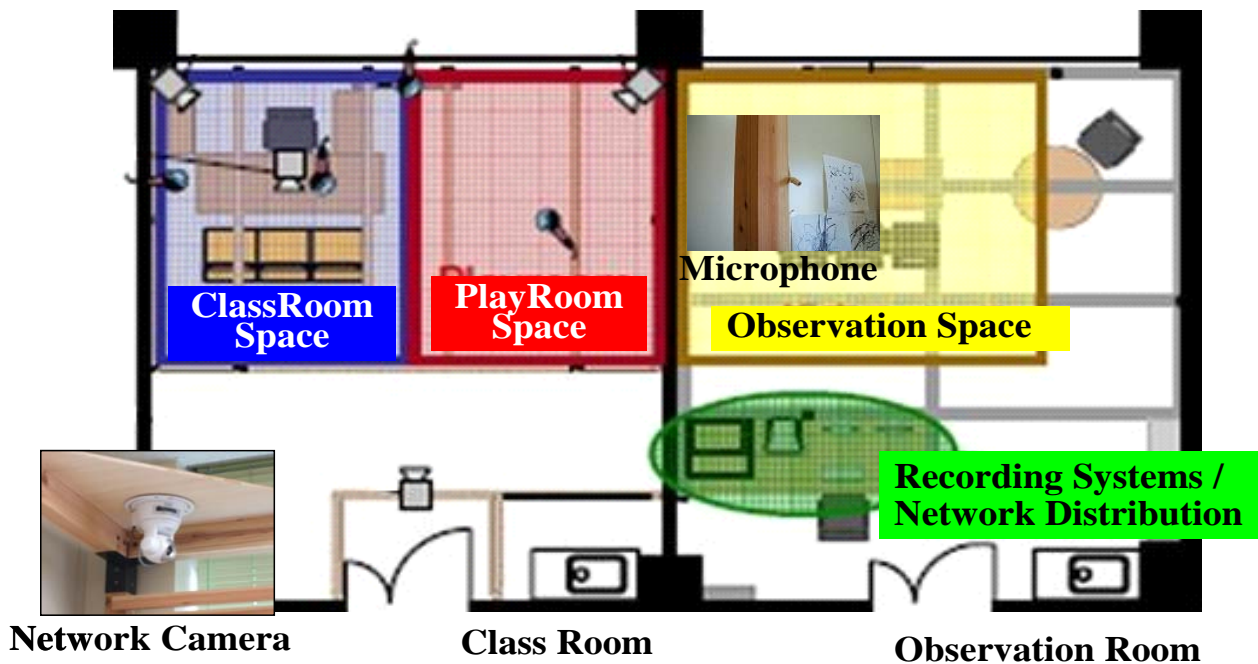 Microphone
ClassRoom
Space
PlayRoom
Space
Observation Space
Recording Systems /
Network Distribution
Network Camera
Class Room
Observation Room